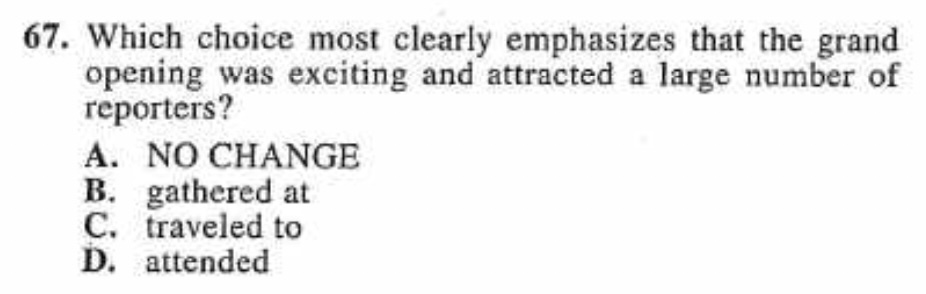 67. Which choice most clearly emphasizes that the grand
opening was exciting and attracted a large number of
reporters?
A. NO CHANGE
B. gathered at
C. traveled to
D. attended